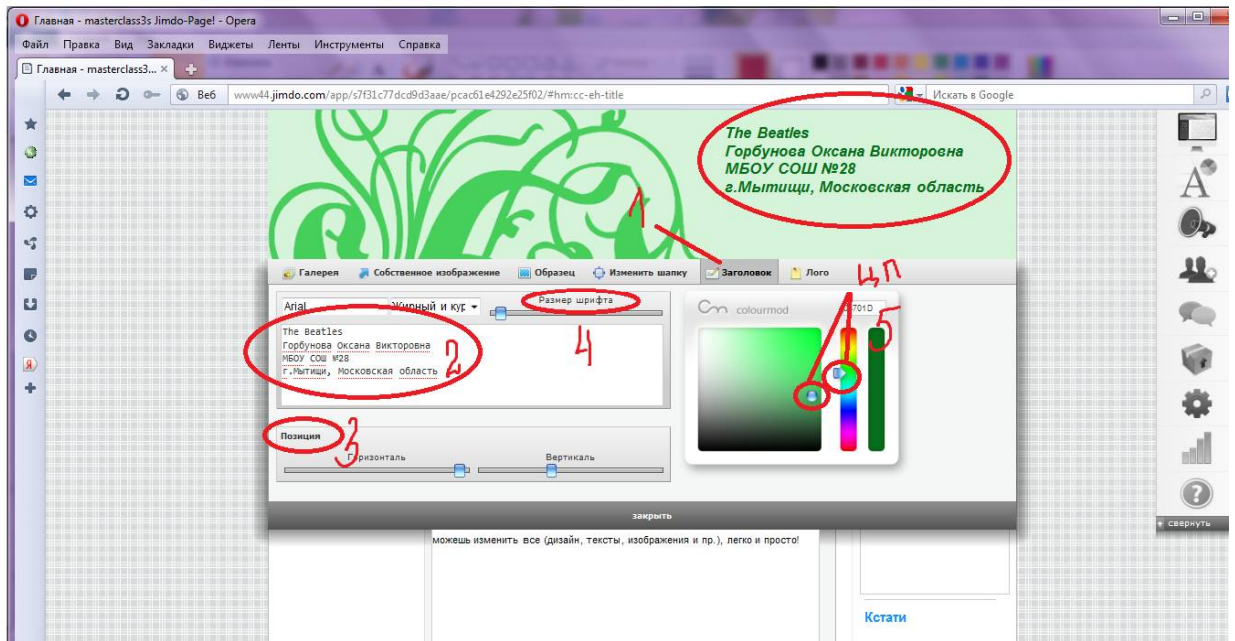 Главная - masterclass3s Jimdo-Page! - Opera
Файл Правка Вид Закладки Виджеты Ленты Инструменты Справка
Главная - masterclass3...
Веб www44.jimdo.com/app/s7f31c77dcd9d3aae/pcac61e4292e25f02/#hm:cc-eh-title Искать в Google
The Beatles
Горбунова Оксана Викторовна
МБОУ СОШ №28
г.Мытищи, Московская область
1
Галерея Собственное изображение Образец Изменить шапку Заголовок Лого
ЦП
Arial Жирный и кур Размер шрифта
colourmod
5
4
The Beatles
Горбунова Оксана Викторовна
МБОУ СОШ №28
г.Мытищи, Московская область
2
Позиция
3
Горизонталь Вертикаль
закрыть
свернуть
можешь изменить все (дизайн, тексты, изображения и пр.), легко и просто!
Кстати